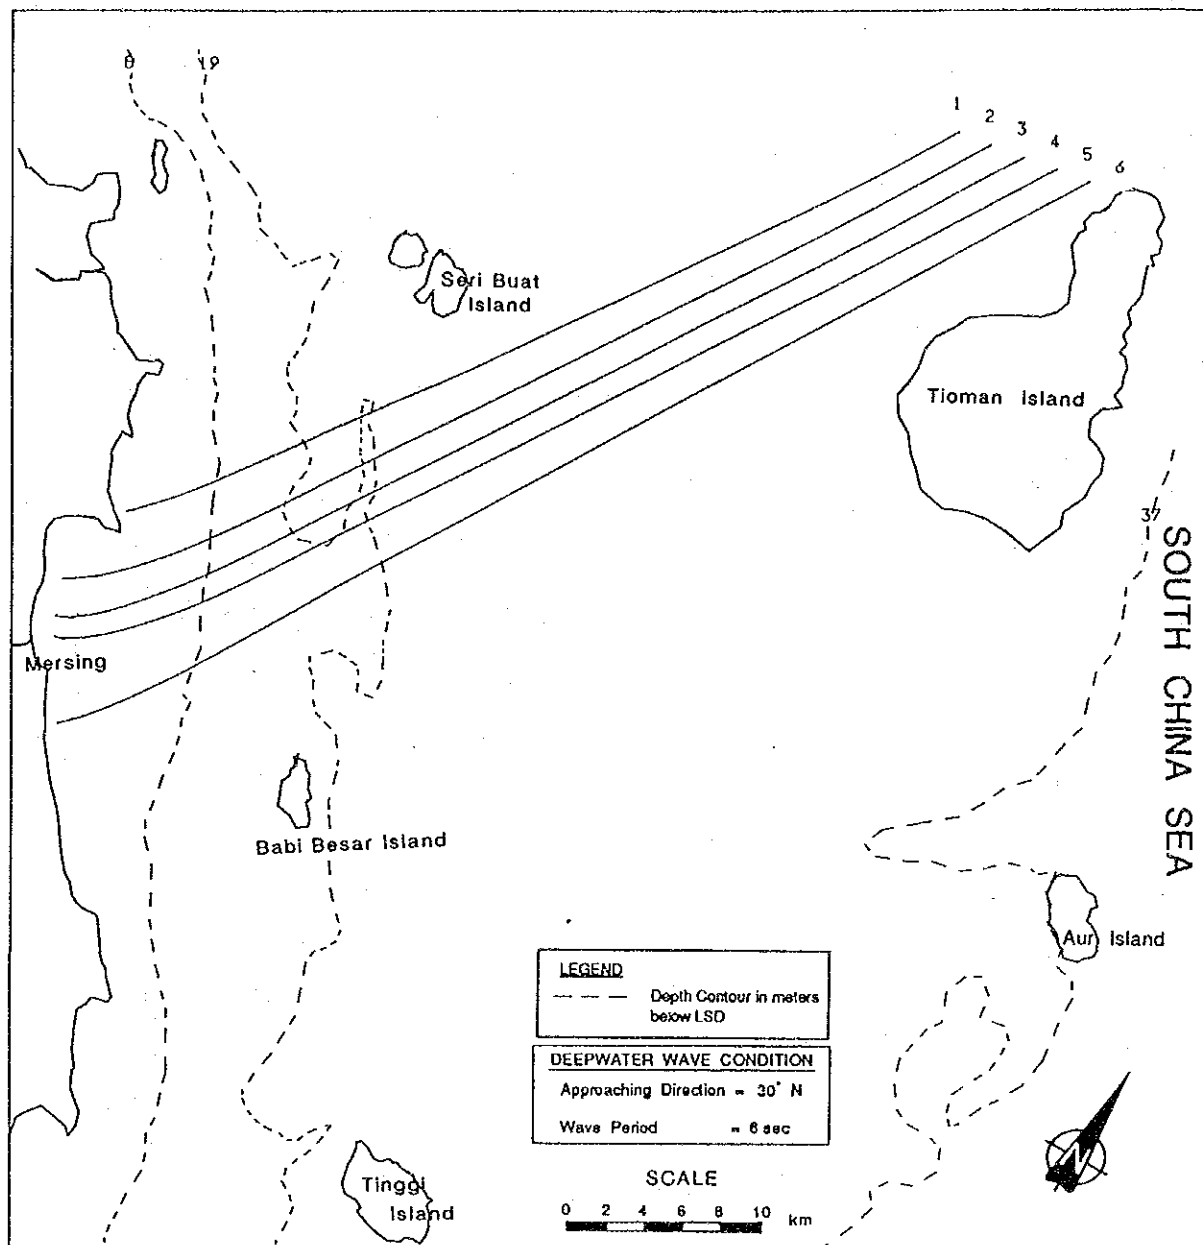 8 19
1 2 3 4 5 6
Seri Buat
Island
Tioman Island
37
SOUTH CHINA SEA
Mersing
Babi Besar Island
Aur Island
LEGEND
Depth Contour in meters
below LSD
DEEPWATER WAVE CONDITION
Approaching Direction = 30° N
Wave Period = 6 sec
N
SCALE
0 2 4 6 8 10 km
Tinggi
Island